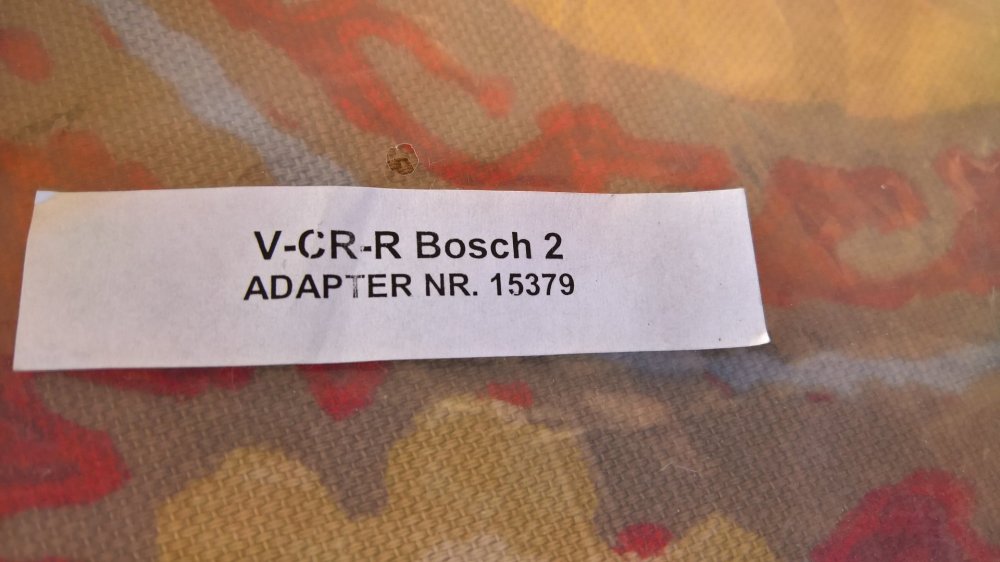 V-CR-R Bosch 2
ADAPTER NR. 15379